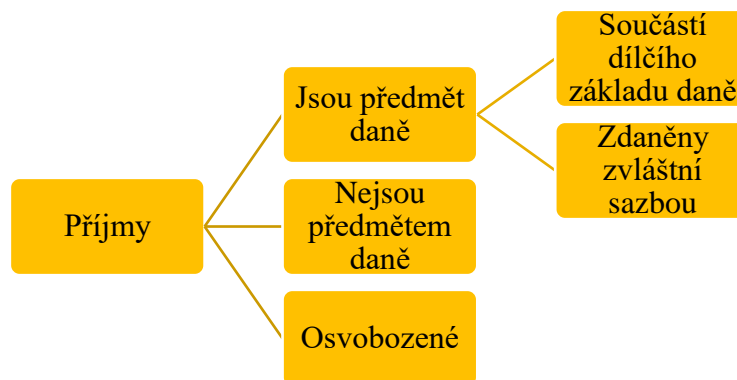 Příjmy
Jsou předmět
daně
Součástí
dílčího
základu daně
Zdaněny
zvláštní
sazbou
Nejsou
předmětem
daně
Osvobozené